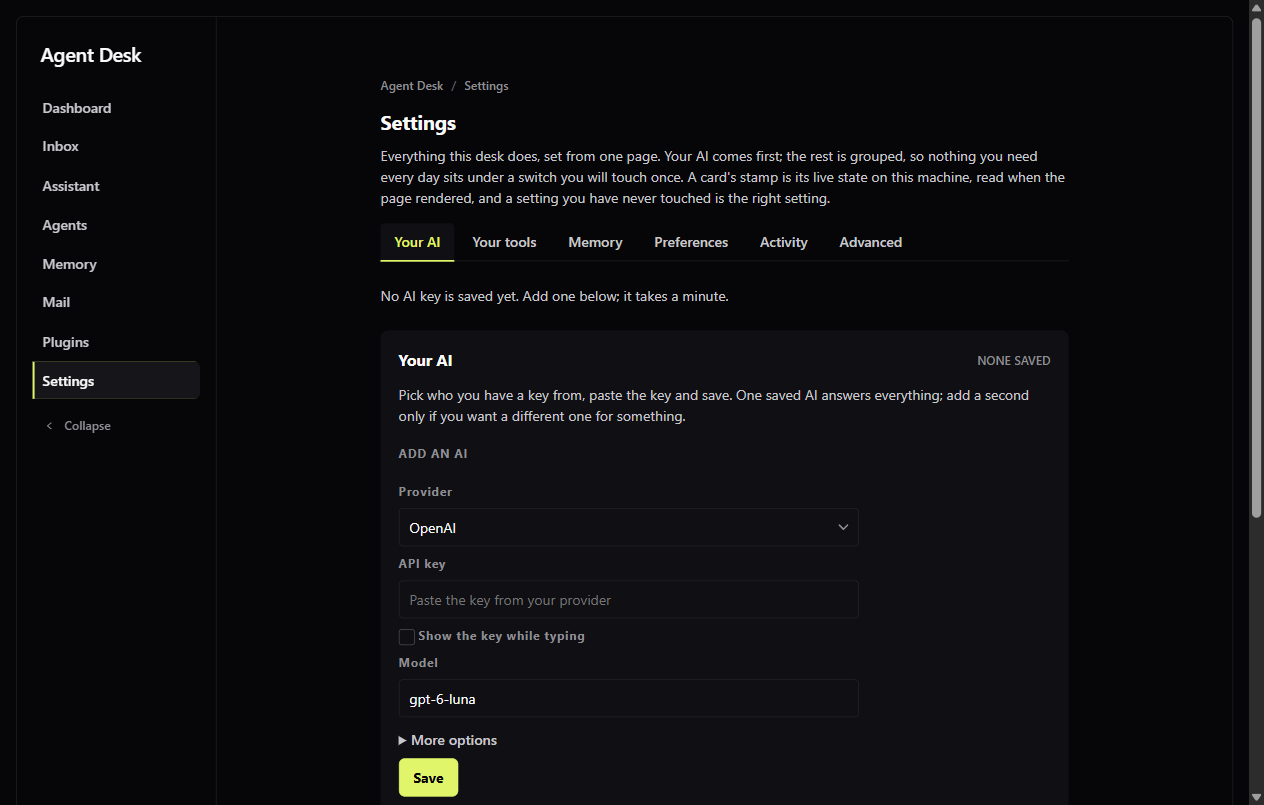 Agent Desk
Dashboard
Inbox
Assistant
Agents
Memory
Mail
Plugins
Settings
Collapse
Agent Desk / Settings
Settings
Everything this desk does, set from one page. Your AI comes first; the rest is grouped, so nothing you need
every day sits under a switch you will touch once. A card's stamp is its live state on this machine, read when the
page rendered, and a setting you have never touched is the right setting.
Your AI Your tools Memory Preferences Activity Advanced
No AI key is saved yet. Add one below; it takes a minute.
Your AI NONE SAVED
Pick who you have a key from, paste the key and save. One saved AI answers everything; add a second
only if you want a different one for something.
ADD AN AI
Provider
OpenAI
API key
Paste the key from your provider
Show the key while typing
Model
gpt-6-luna
More options
Save